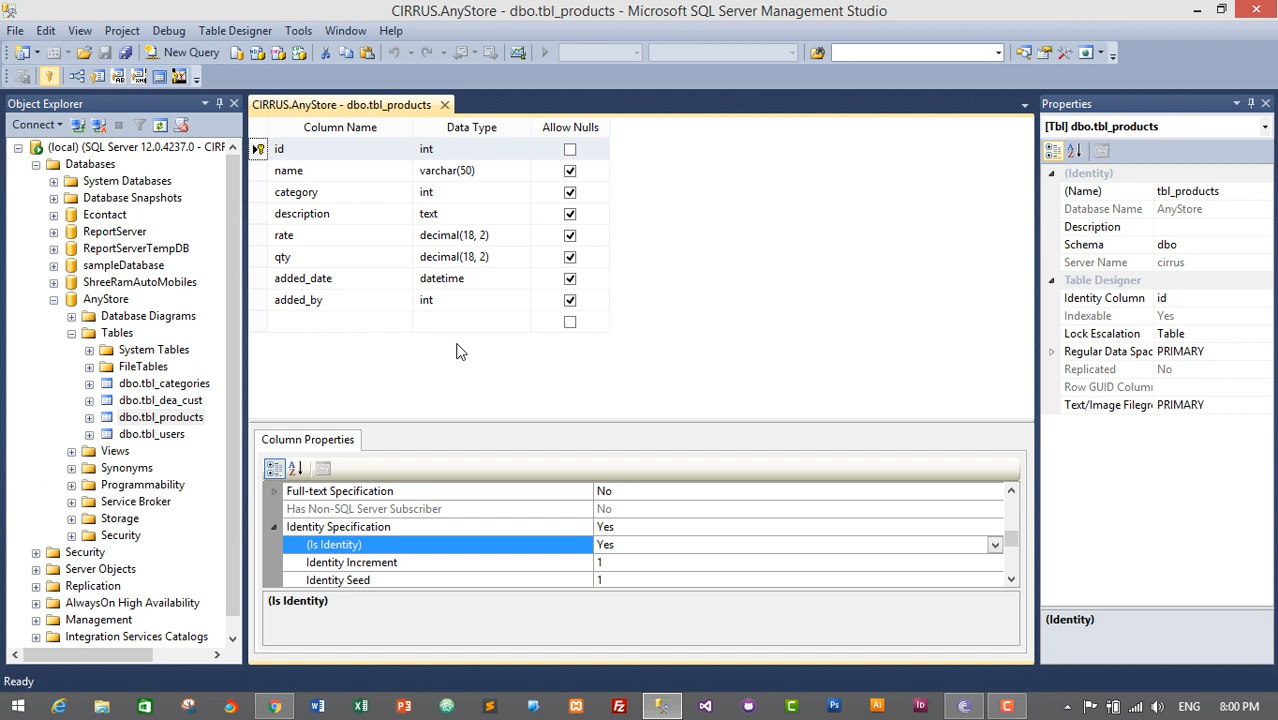 CIRRUS.AnyStore - dbo.tbl_products - Microsoft SQL Server Management Studio
File Edit View Project Debug Table Designer Tools Window Help
New Query
Object Explorer
Connect
(local) (SQL Server 12.0.4237.0 - CIRR
Databases
System Databases
Database Snapshots
Econtact
ReportServer
ReportServerTempDB
sampleDatabase
ShreeRamAutoMobiles
AnyStore
Database Diagrams
Tables
System Tables
FileTables
dbo.tbl_categories
dbo.tbl_dea_cust
dbo.tbl_products
dbo.tbl_users
Views
Synonyms
Programmability
Service Broker
Storage
Security
Security
Server Objects
Replication
AlwaysOn High Availability
Management
Integration Services Catalogs
CIRRUS.AnyStore - dbo.tbl_products
Column Name Data Type Allow Nulls
id int
name varchar(50)
category int
description text
rate decimal(18, 2)
qty decimal(18, 2)
added_date datetime
added_by int
Column Properties
Full-text Specification No
Has Non-SQL Server Subscriber No
Identity Specification Yes
(Is Identity) Yes
Identity Increment 1
Identity Seed 1
(Is Identity)
Properties
[Tbl] dbo.tbl_products
(Identity)
(Name) tbl_products
Database Name AnyStore
Description
Schema dbo
Server Name cirrus
Table Designer
Identity Column id
Indexable Yes
Lock Escalation Table
Regular Data Spac PRIMARY
Replicated No
Row GUID Column
Text/Image Filegro PRIMARY
(Identity)
Ready
ENG 8:00 PM